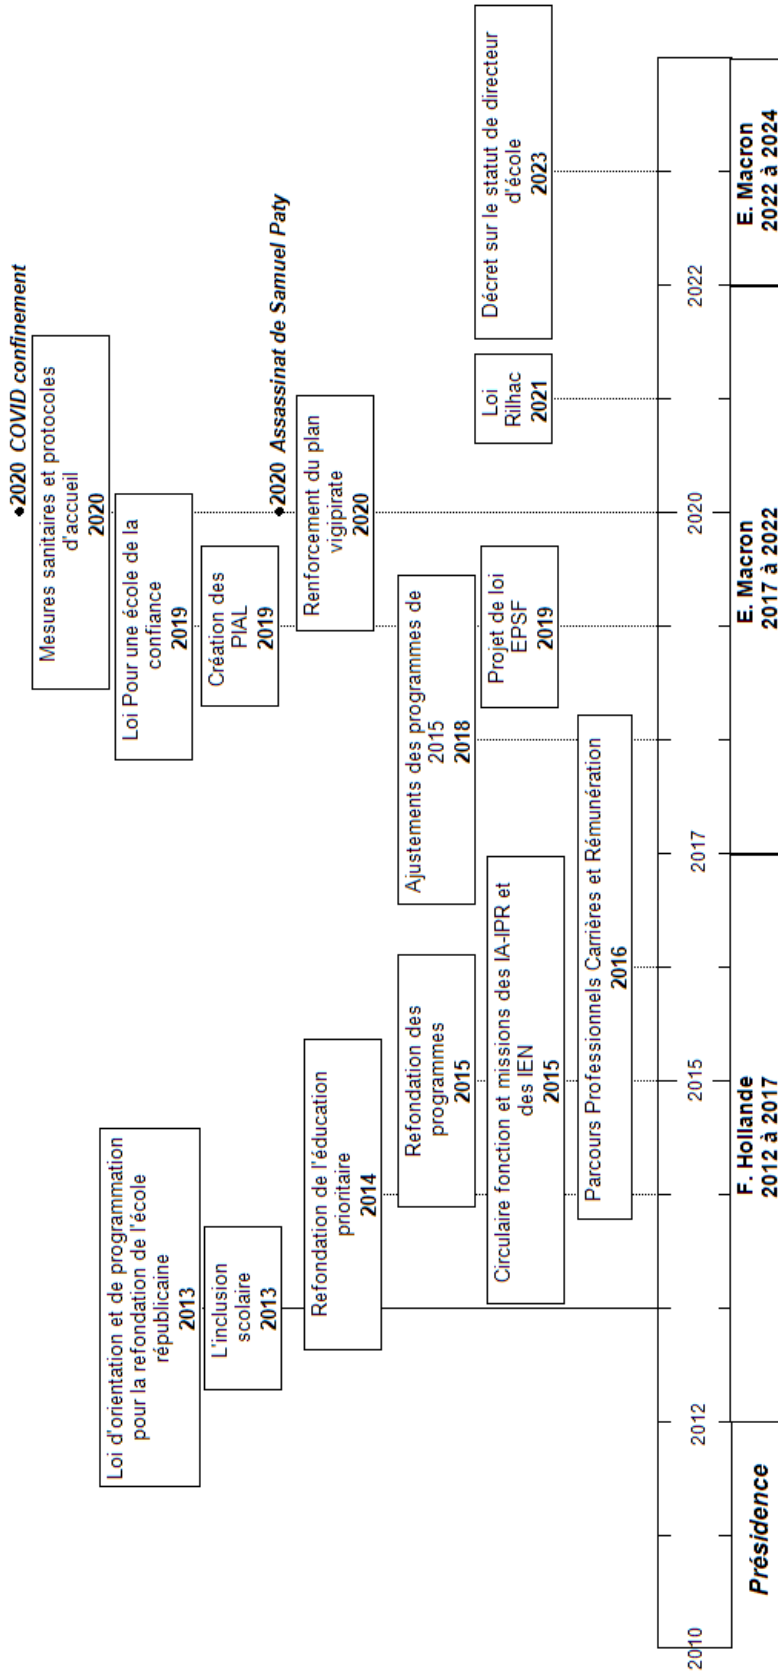 2020 COVID confinement
Mesures sanitaires et protocoles
d'accueil
2020
Loi d'orientation et de programmation
pour la refondation de l'école
républicaine
2013
Loi Pour une école de la
confiance
2019
L'inclusion
scolaire
2013
Création des
PIAL
2019
2020 Assassinat de Samuel Paty
Refondation de l'éducation
prioritaire
2014
Renforcement du plan
vigipirate
2020
Refondation des
programmes
2015
Ajustements des programmes de
2015
2018
Circulaire fonction et missions des IA-IPR et
des IEN
2015
Projet de loi
EPSF
2019
Loi
Rilhac
2021
Décret sur le statut de directeur
d'école
2023
Parcours Professionnels Carrières et Rémunération
2016
2010
2012
2015
2017
2020
2022
Présidence
F. Hollande
2012 à 2017
E. Macron
2017 à 2022
E. Macron
2022 à 2024